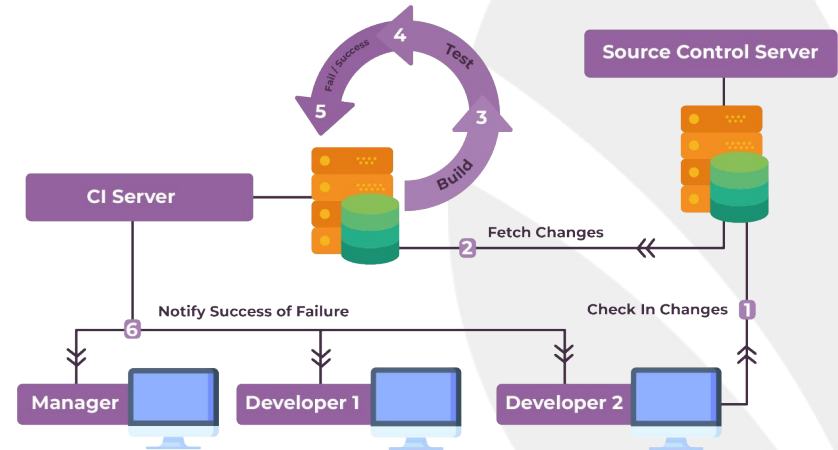 4
Test
Fail / Success
5
3
Build
Source Control Server
CI Server
Fetch Changes
2
Notify Success of Failure
6
Check In Changes
1
Manager
Developer 1
Developer 2